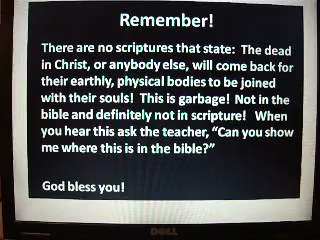 Remember!
There are no scriptures that state: The dead
in Christ, or anybody else, will come back for
their earthly, physical bodies to be joined
with their souls! This is garbage! Not in the
bible and definitely not in scripture! When
you hear this ask the teacher, "Can you show
me where this is in the bible?"
God bless you!
DELL